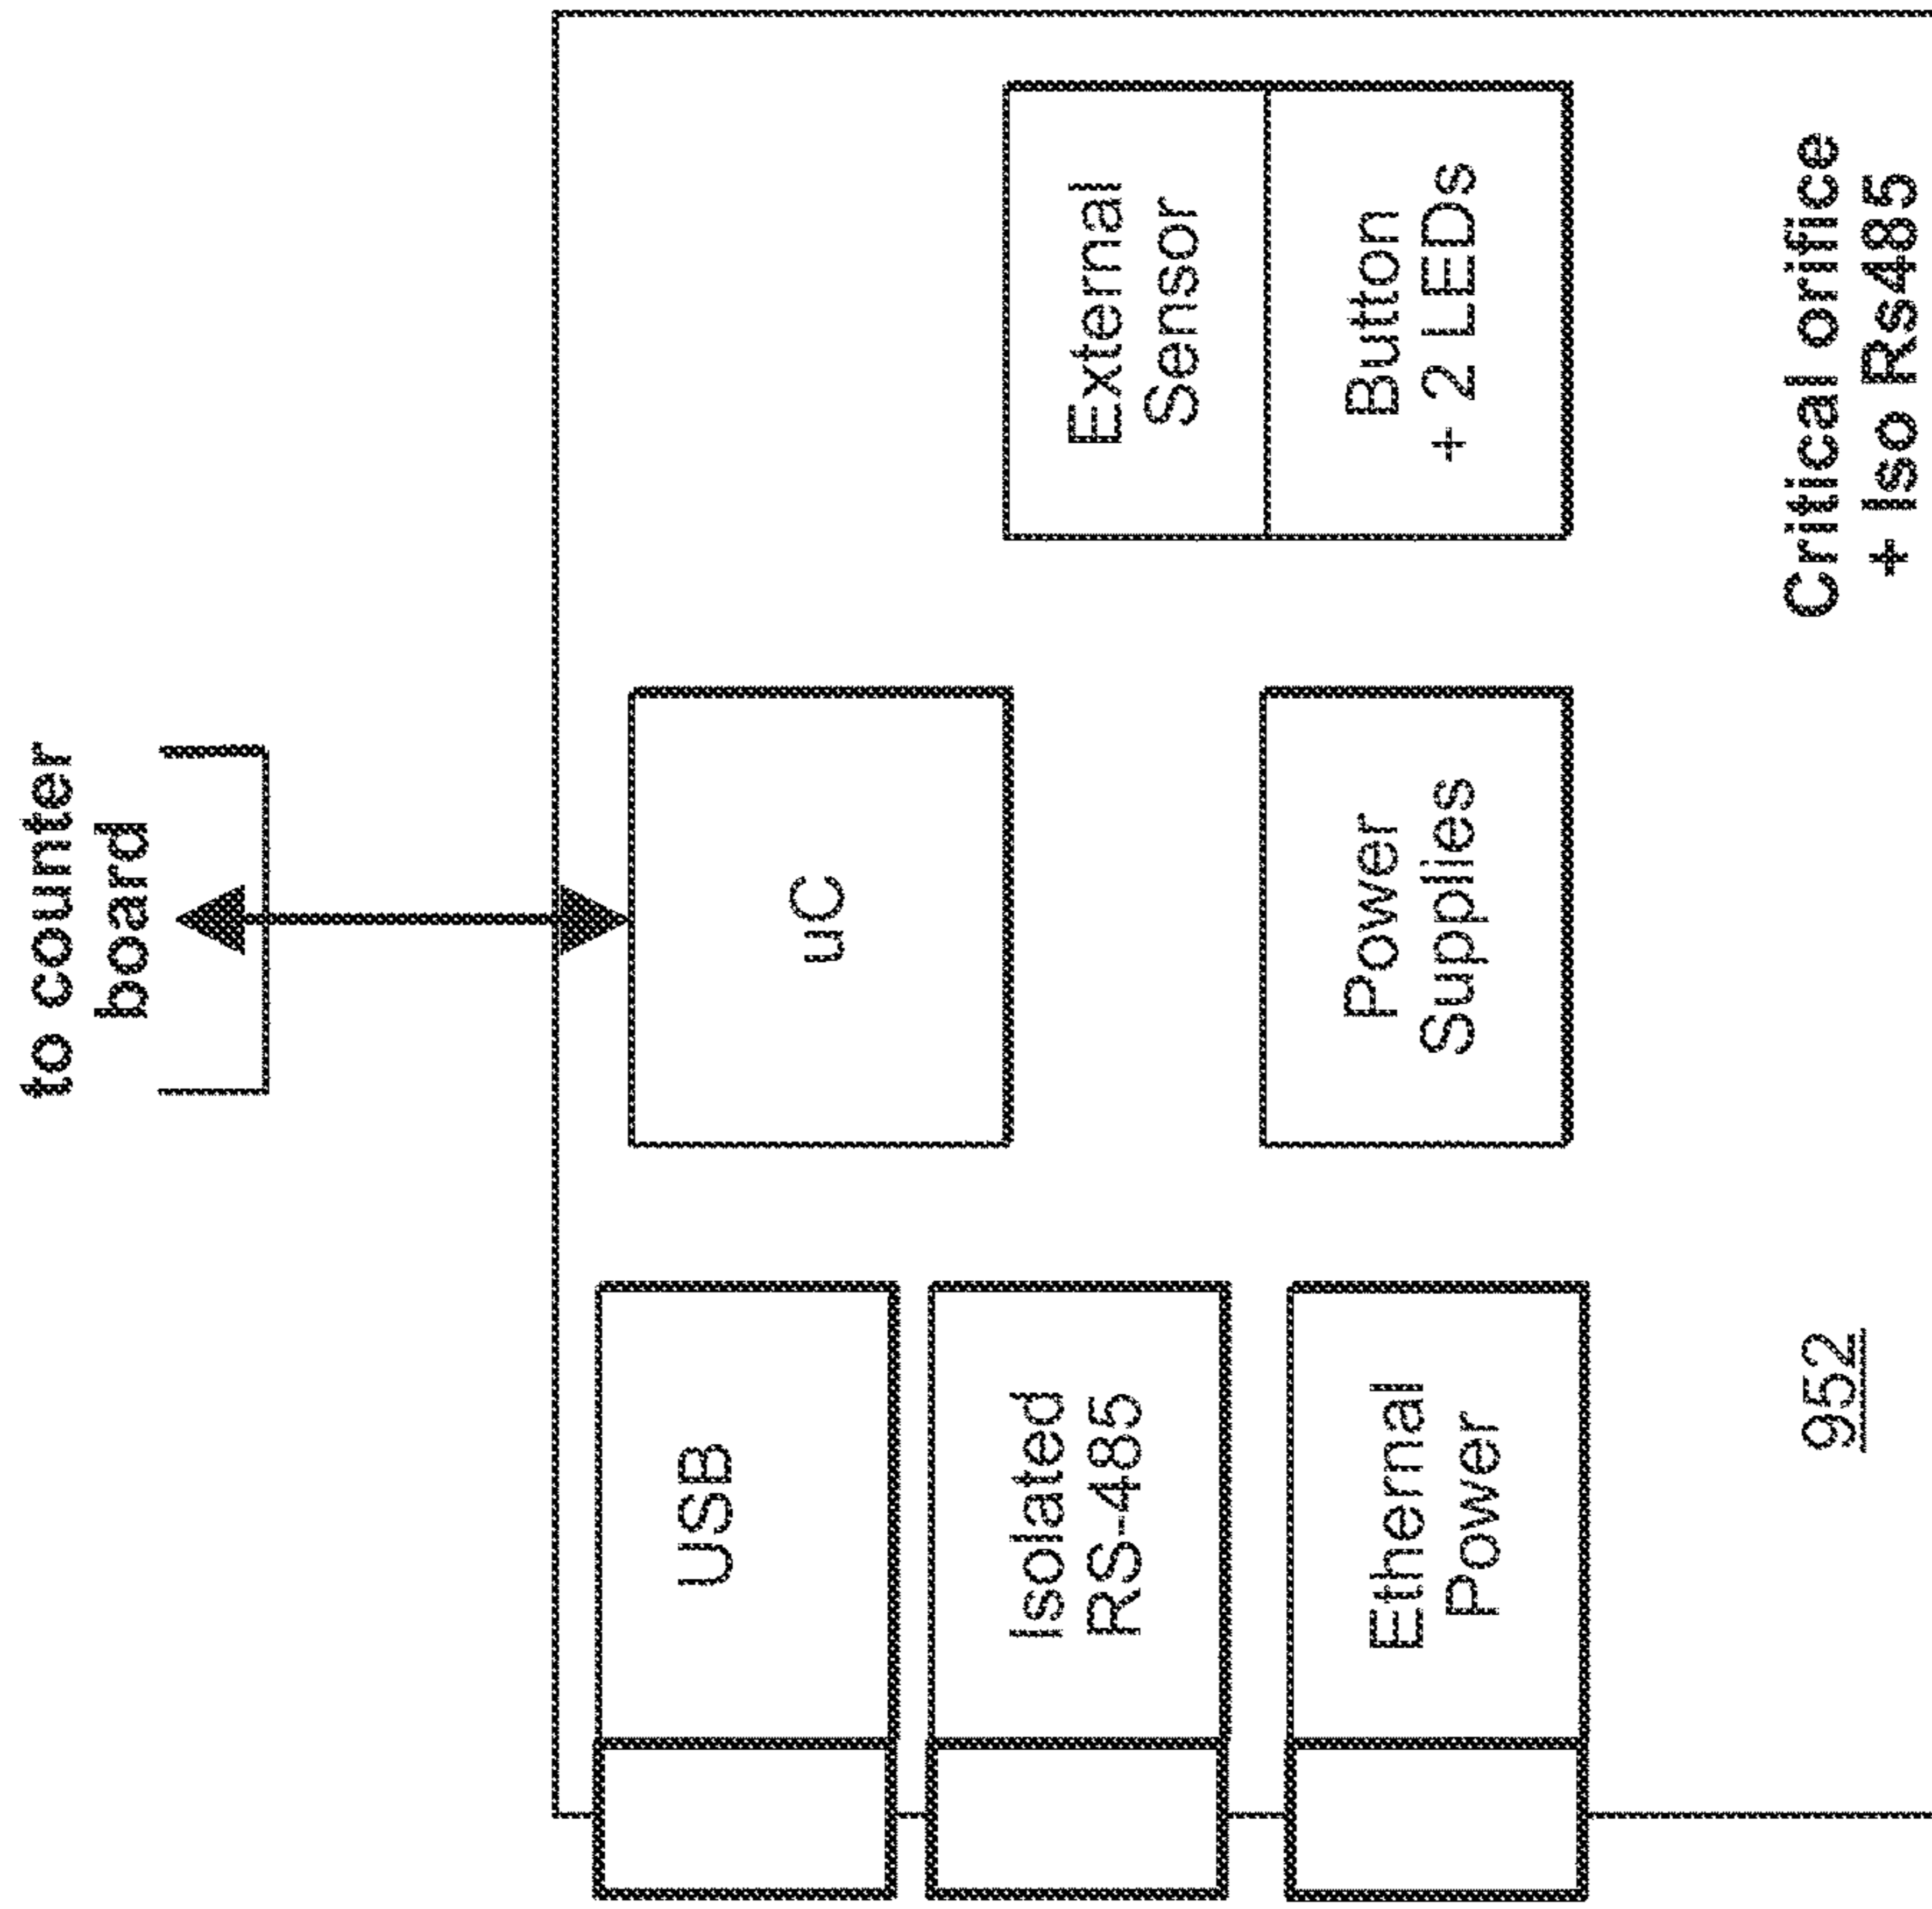 to counter
board
USB
uC
External
Sensor
Isolated
RS-485
Button
+ 2 LEDs
Power
Supplies
Ethernal
Power
952
Critical orifice
+ Iso Rs485